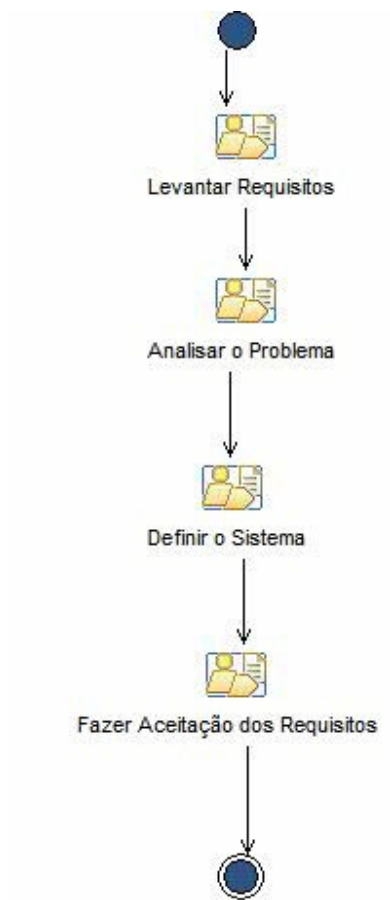 Levantar Requisitos
Analisar o Problema
Definir o Sistema
Fazer Aceitação dos Requisitos